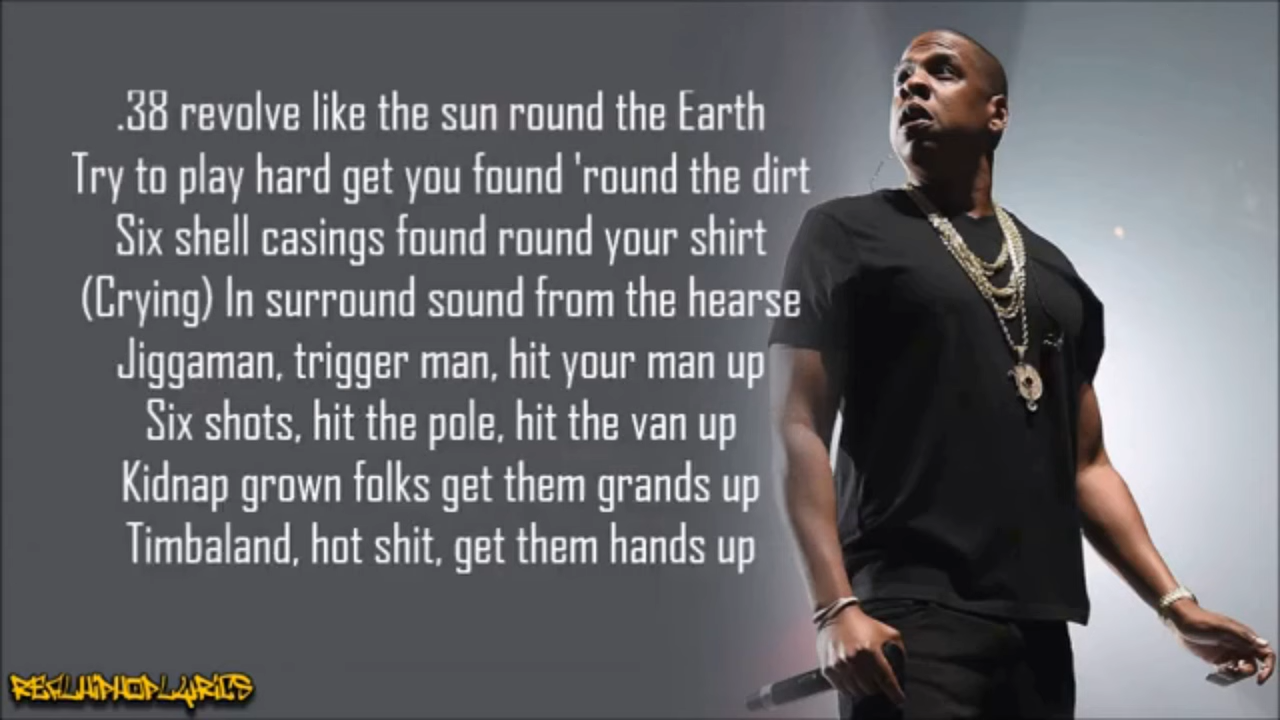 .38 revolve like the sun round the Earth
Try to play hard get you found 'round the dirt
Six shell casings found round your shirt
(Crying) In surround sound from the hearse
Jiggaman, trigger man, hit your man up
Six shots, hit the pole, hit the van up
Kidnap grown folks get them grands up
Timbaland, hot shit, get them hands up
REALHIPHOPLYRICS